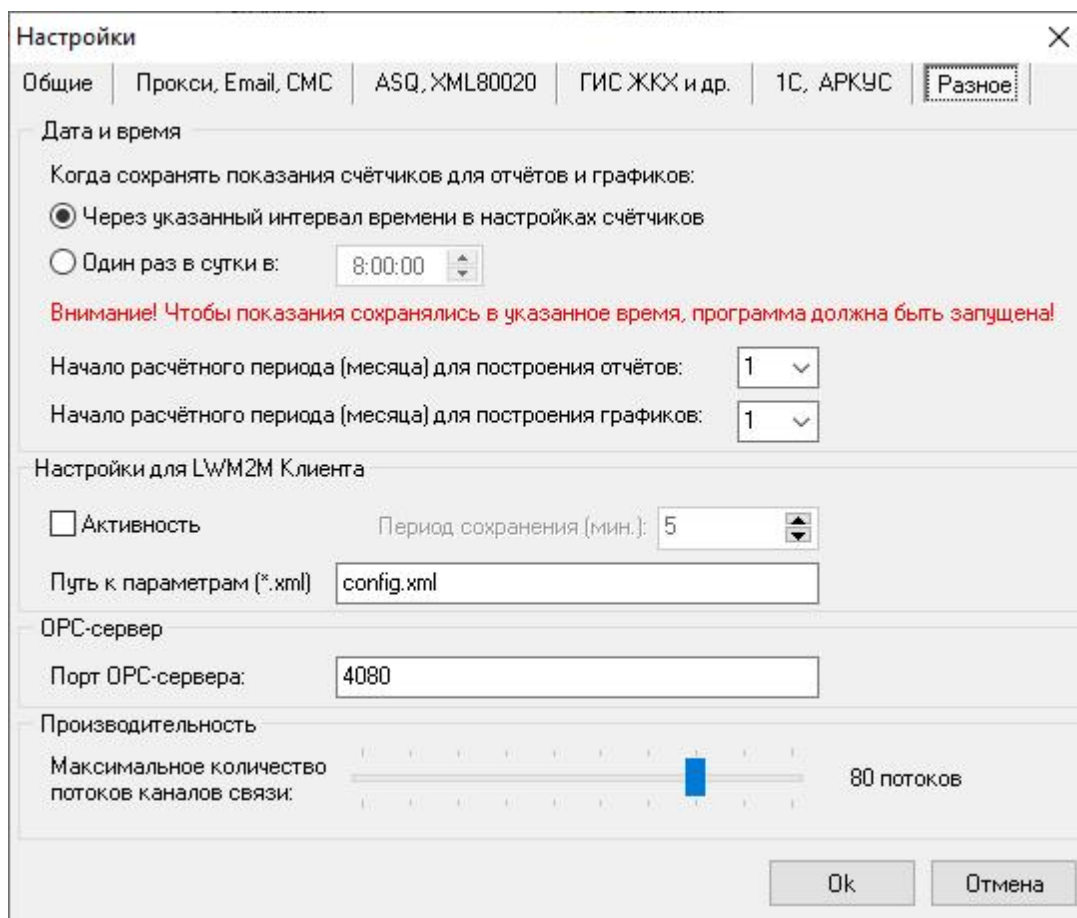 Настройки
Общие Прокси, Email, СМС ASQ, XML80020 ГИС ЖКХ и др. 1С, АРКУС Разное
Дата и время
Когда сохранять показания счётчиков для отчётов и графиков:
Через указанный интервал времени в настройках счётчиков
Один раз в сутки в: 8:00:00
Внимание! Чтобы показания сохранялись в указанное время, программа должна быть запущена!
Начало расчётного периода (месяца) для построения отчётов: 1
Начало расчётного периода (месяца) для построения графиков: 1
Настройки для LWM2M Клиента
Активность Период сохранения (мин.): 5
Путь к параметрам (*.xml) config.xml
OPC-сервер
Порт OPC-сервера: 4080
Производительность
Максимальное количество
потоков каналов связи: 80 потоков
Ok Отмена